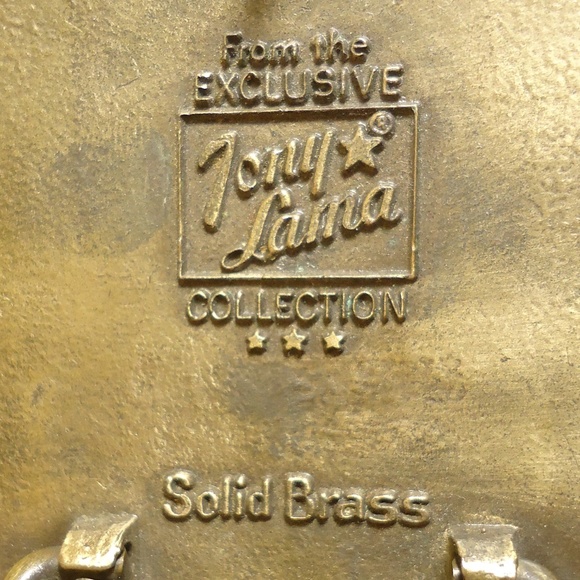 From the
EXCLUSIVE
Tony ★ ®
Lama
COLLECTION
★ ★ ★
Solid Brass